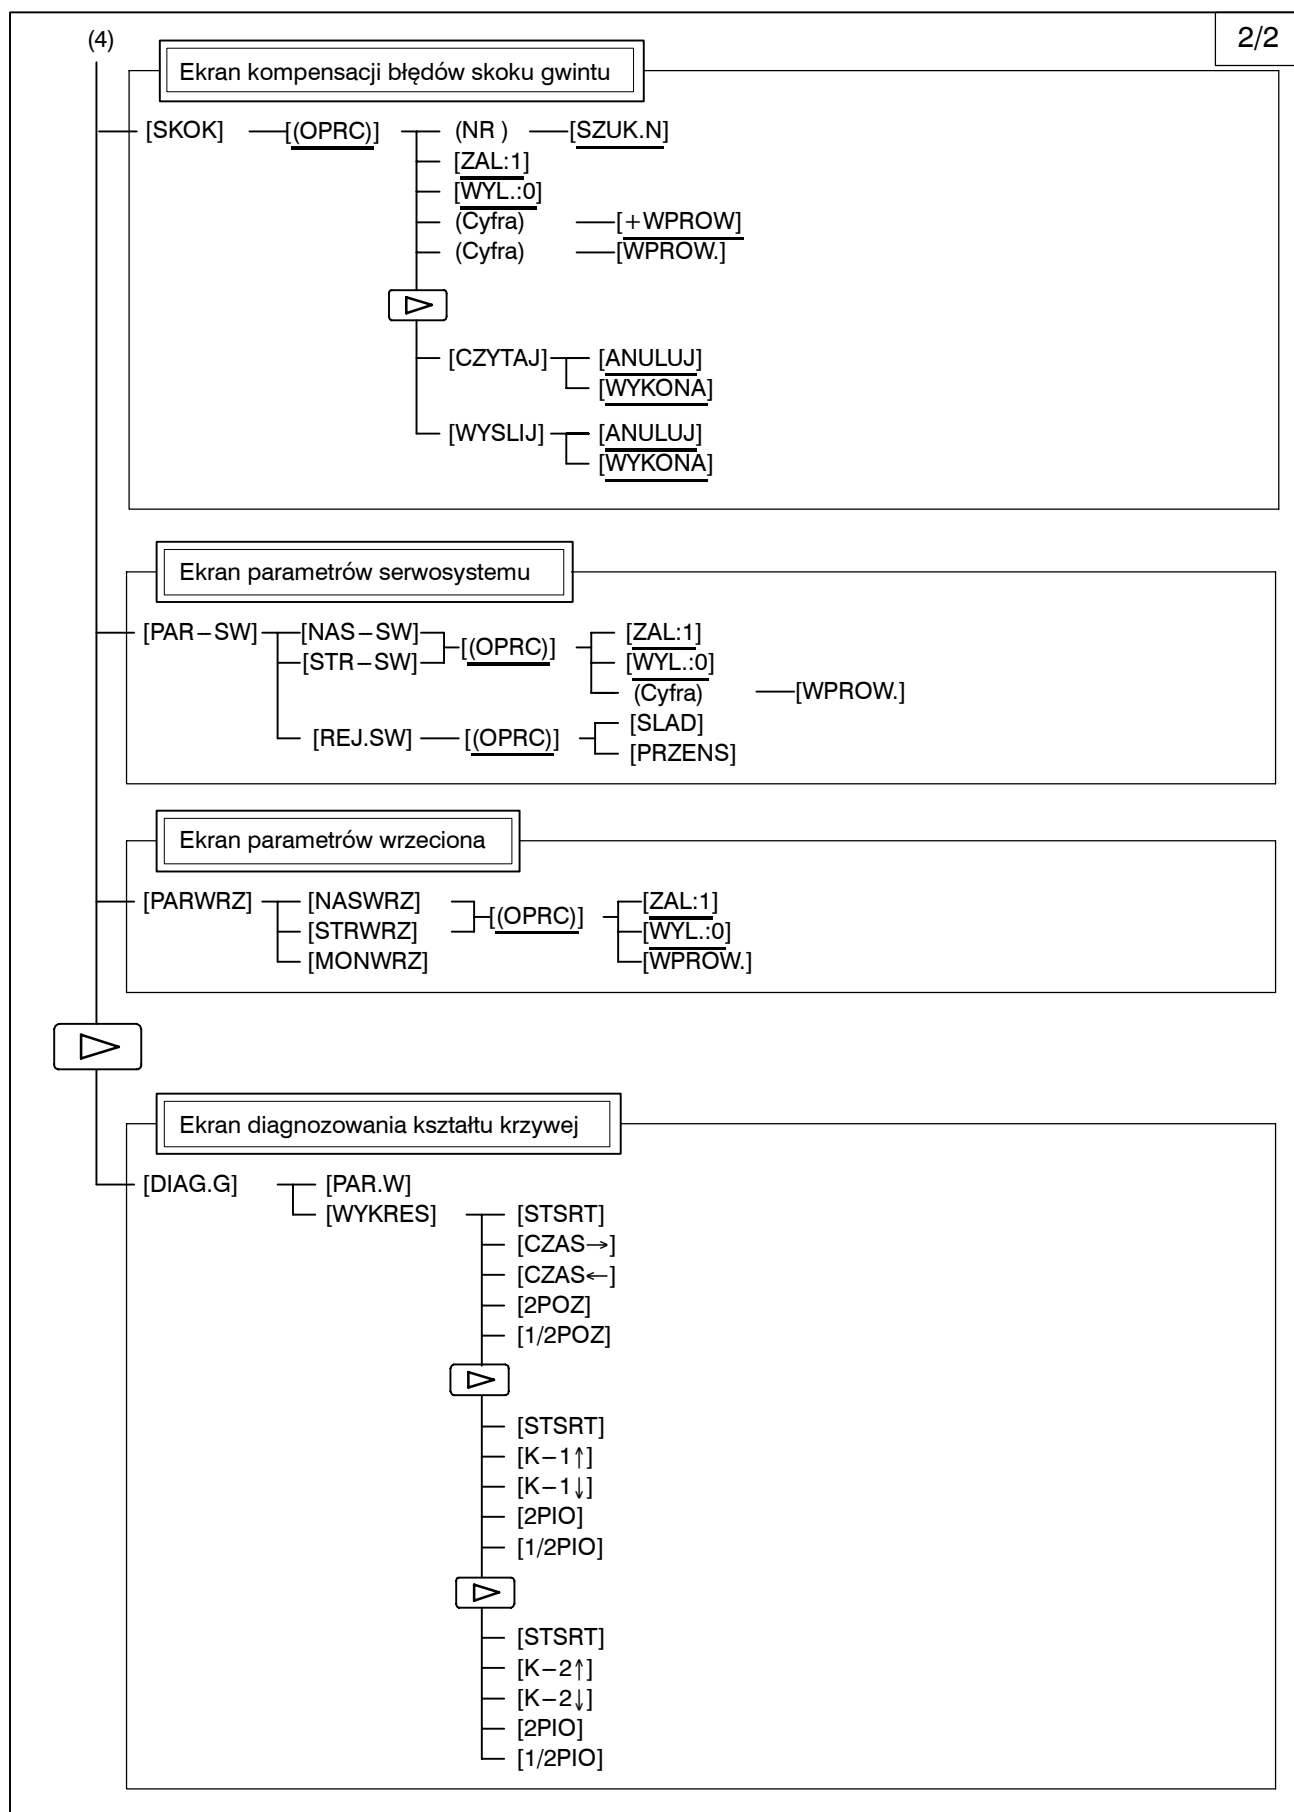 (4)
2/2
Ekran kompensacji błędów skoku gwintu
[SKOK] [(OPRC)] (NR ) [SZUK.N]
[ZAL:1]
[WYL.:0]
(Cyfra) [+WPROW]
(Cyfra) [WPROW.]
[CZYTAJ] [ANULUJ]
[WYKONA]
[WYSLIJ] [ANULUJ]
[WYKONA]
Ekran parametrów serwosystemu
[PAR−SW] [NAS−SW] [(OPRC)] [ZAL:1]
[STR−SW] [WYL.:0]
(Cyfra) [WPROW.]
[REJ.SW] [(OPRC)] [SLAD]
[PRZENS]
Ekran parametrów wrzeciona
[PARWRZ] [NASWRZ] [(OPRC)] [ZAL:1]
[STRWRZ] [WYL.:0]
[MONWRZ] [WPROW.]
Ekran diagnozowania kształtu krzywej
[DIAG.G] [PAR.W]
[WYKRES] [STSRT]
[CZAS→]
[CZAS←]
[2POZ]
[1/2POZ]
[STSRT]
[K−1↑]
[K−1↓]
[2PIO]
[1/2PIO]
[STSRT]
[K−2↑]
[K−2↓]
[2PIO]
[1/2PIO]